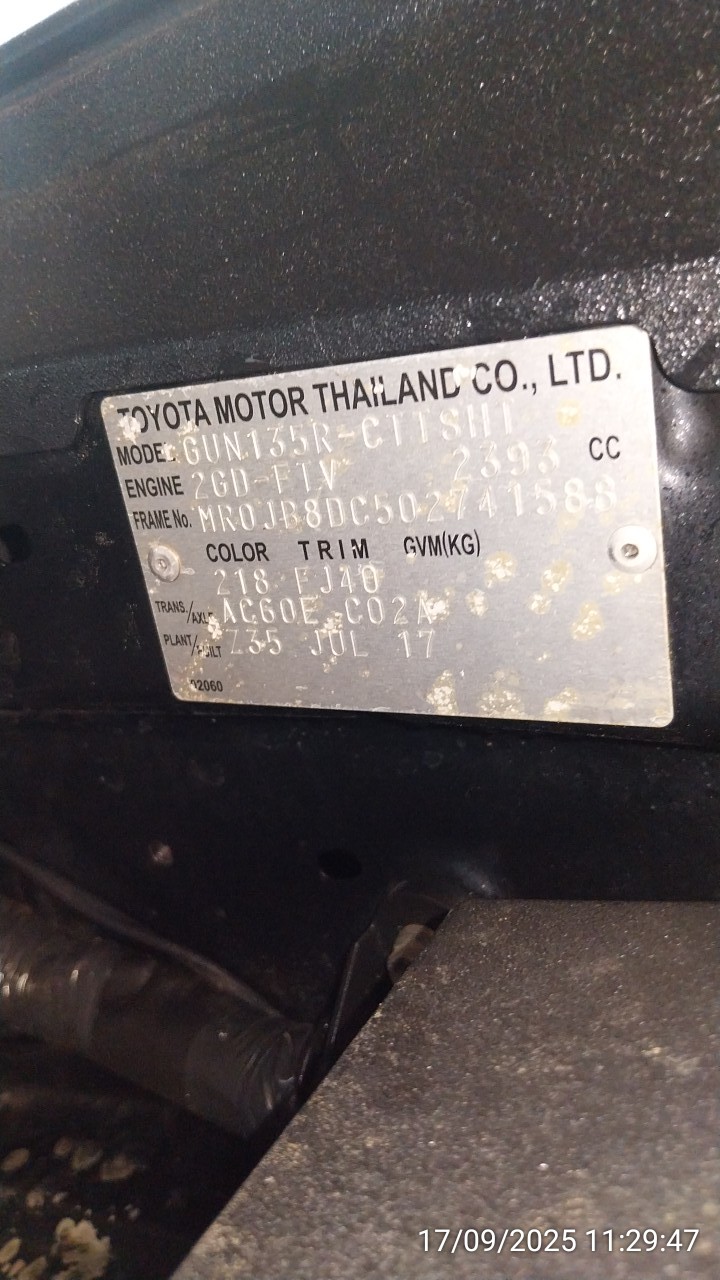 TOYOTA MOTOR THAILAND CO., LTD.
MODEL GUN135R-CTTSHT
ENGINE 2GD-FTV 2393 CC
FRAME No. MR0JB8DC502741588
COLOR TRIM GVM(KG)
218 FJ40
TRANS./AXLE AC60E C02A
PLANT/BUILT Z35 JUL 17
02060
17/09/2025 11:29:47